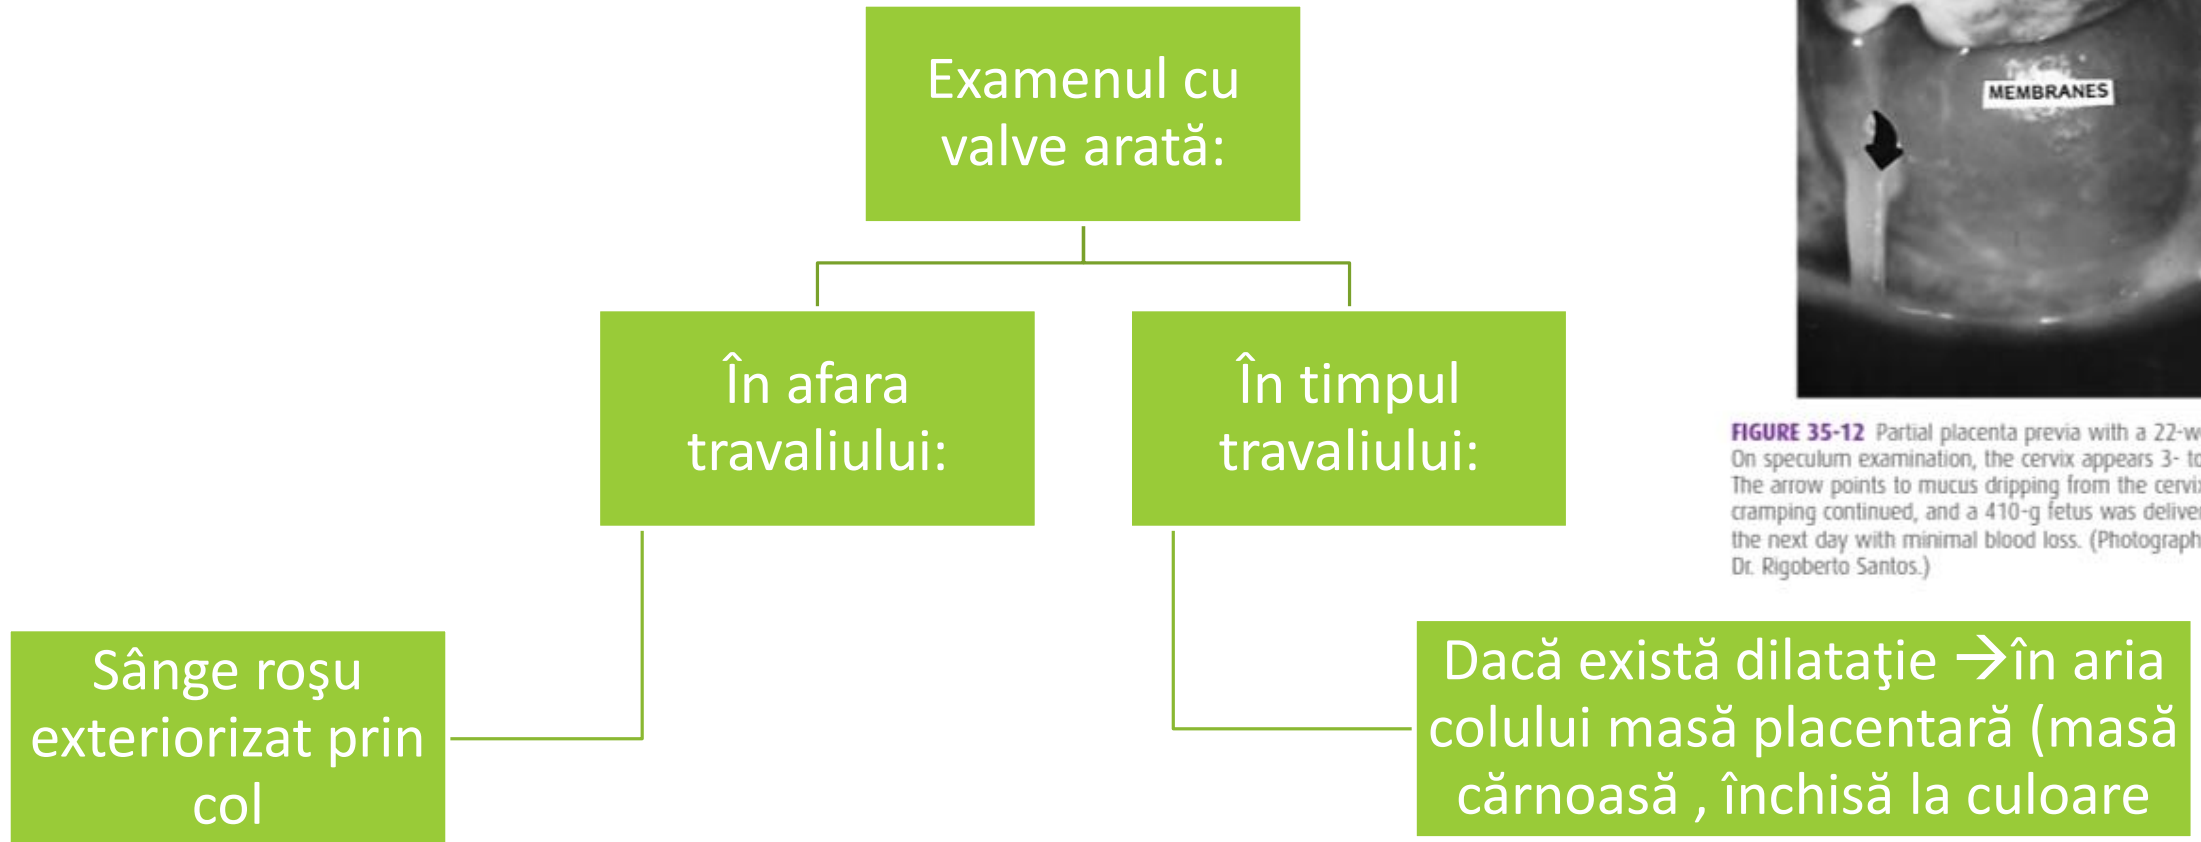 Examenul cu
valve arată:
În afara
travaliului:
În timpul
travaliului:
Sânge roşu
exteriorizat prin
col
Dacă există dilataţie →în aria
colului masă placentară (masă
cărnoasă , închisă la culoare
MEMBRANES
FIGURE 35-12 Partial placenta previa with a 22-w
On speculum examination, the cervix appears 3- to
The arrow points to mucus dripping from the cervix
cramping continued, and a 410-g fetus was deliver
the next day with minimal blood loss. (Photograph
Dr. Rigoberto Santos.)